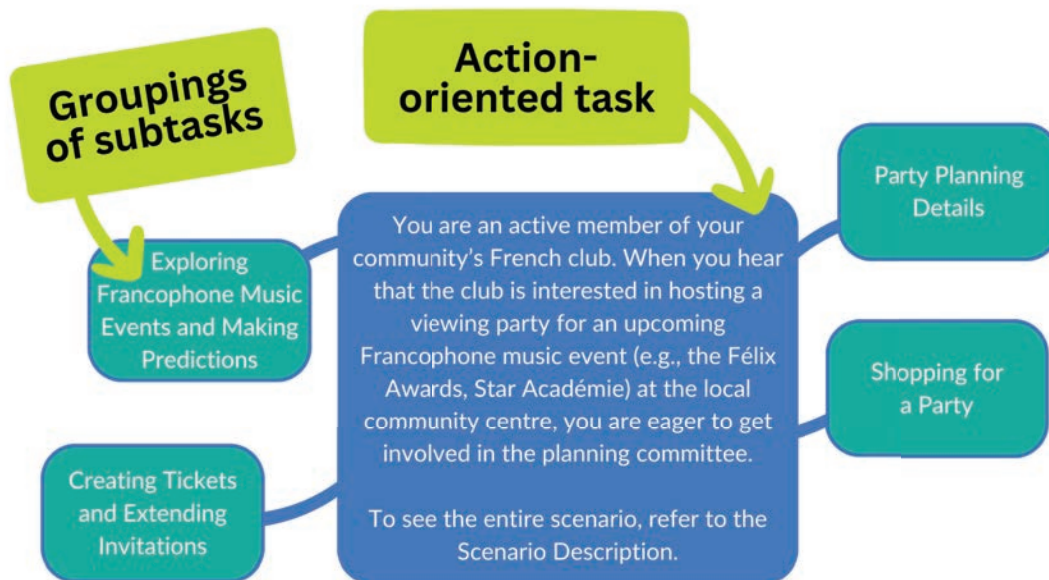 Groupings
of subtasks
Action-
oriented task
Exploring
Francophone Music
Events and Making
Predictions
Creating Tickets
and Extending
Invitations
You are an active member of your
community's French club. When you hear
that the club is interested in hosting a
viewing party for an upcoming
Francophone music event (e.g., the Félix
Awards, Star Académie) at the local
community centre, you are eager to get
involved in the planning committee.
To see the entire scenario, refer to the
Scenario Description.
Party Planning
Details
Shopping for
a Party